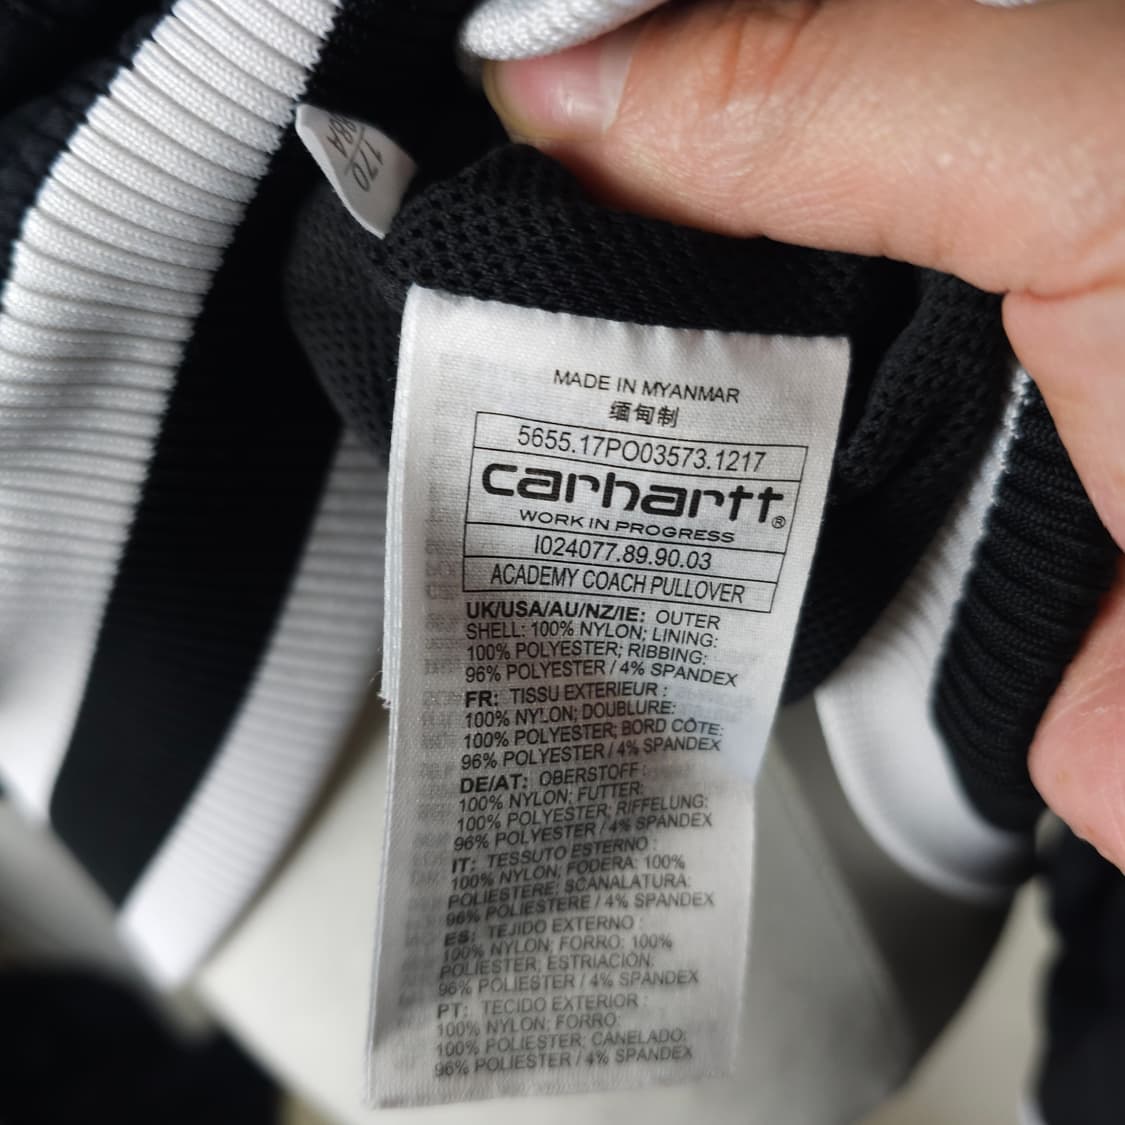 170
88A
MADE IN MYANMAR
缅甸制
5655.17PO03573.1217
carhartt®
WORK IN PROGRESS
I024077.89.90.03
ACADEMY COACH PULLOVER
UK/USA/AU/NZ/IE: OUTER
SHELL: 100% NYLON; LINING:
100% POLYESTER; RIBBING:
96% POLYESTER / 4% SPANDEX
FR: TISSU EXTERIEUR :
100% NYLON; DOUBLURE:
100% POLYESTER; BORD CÔTE:
96% POLYESTER / 4% SPANDEX
DE/AT: OBERSTOFF :
100% NYLON; FUTTER:
100% POLYESTER; RIFFELUNG:
96% POLYESTER / 4% SPANDEX
IT: TESSUTO ESTERNO :
100% NYLON; FODERA: 100%
POLIESTERE; SCANALATURA:
96% POLIESTERE / 4% SPANDEX
ES: TEJIDO EXTERNO :
100% NYLON; FORRO: 100%
POLIESTER; ESTRIACIÓN:
96% POLIESTER / 4% SPANDEX
PT: TECIDO EXTERIOR :
100% NYLON; FORRO:
100% POLIESTER; CANELADO:
96% POLIESTER / 4% SPANDEX